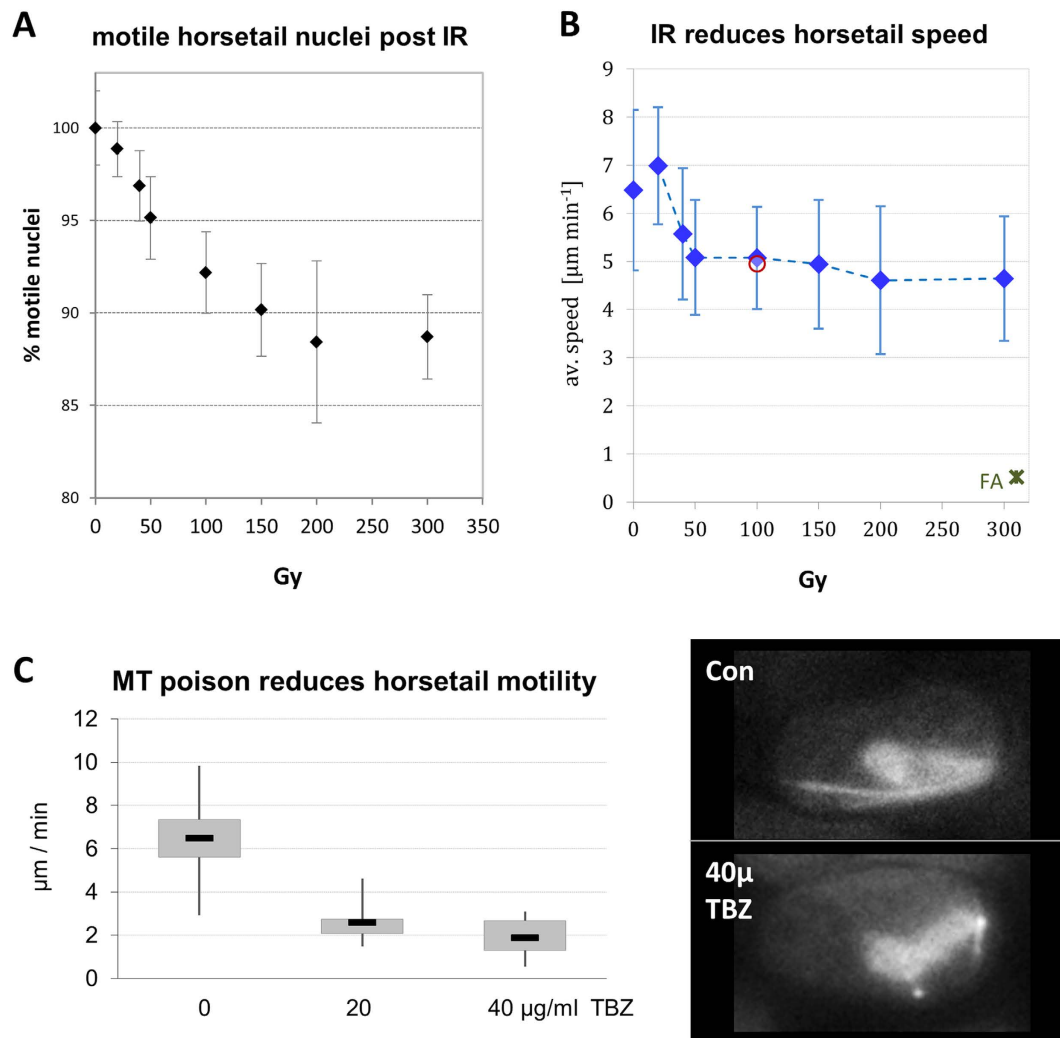 A
motile horsetail nuclei post IR
% motile nuclei
100
95
90
85
80
0 50 100 150 200 250 300 350
Gy
B
IR reduces horsetail speed
av. speed [µm min-1]
9
8
7
6
5
4
3
2
1
0
FA
0 50 100 150 200 250 300
Gy
C
MT poison reduces horsetail motility
µm / min
12
10
8
6
4
2
0
0 20 40 µg/ml TBZ
Con
40µ
TBZ